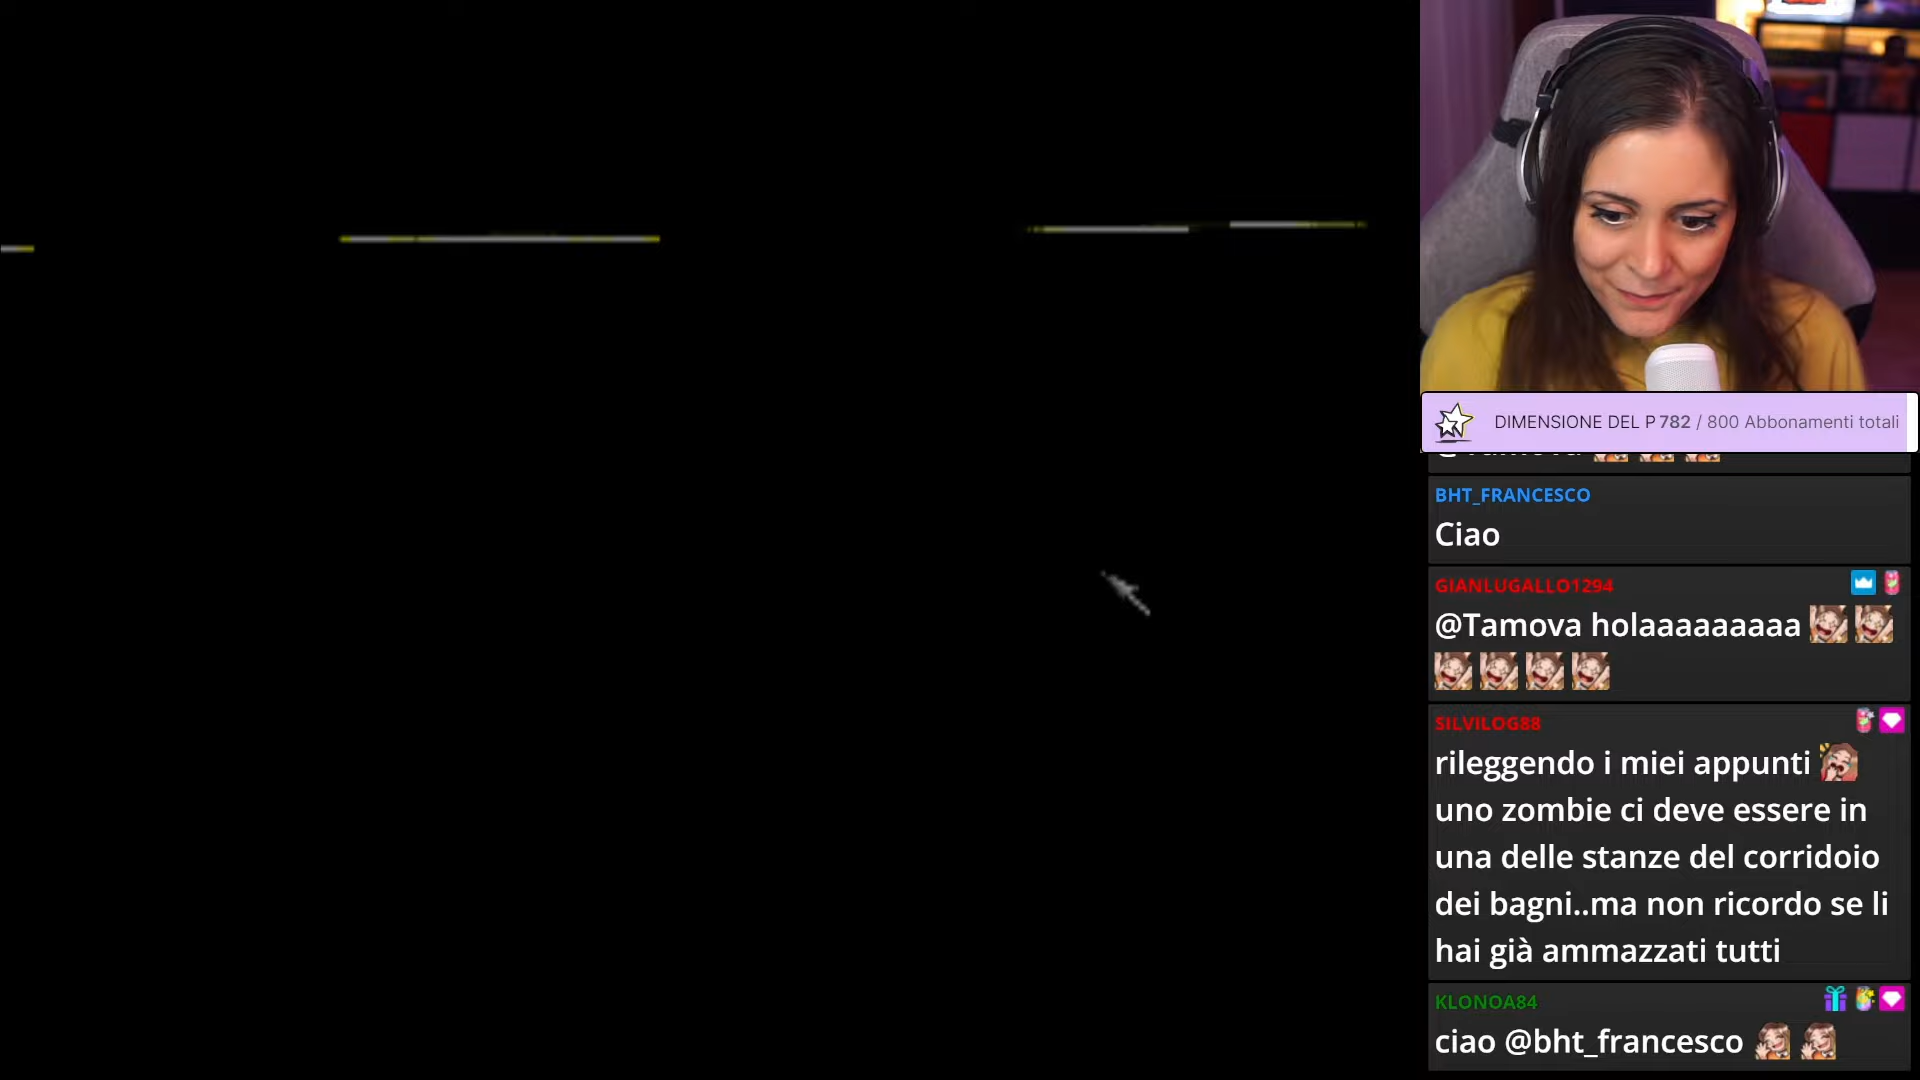 DIMENSIONE DEL P 782 / 800 Abbonamenti totali
BHT_FRANCESCO
Ciao
GIANLUGALLO1294
@Tamova holaaaaaaaaa
SILVILOG88
rileggendo i miei appunti
uno zombie ci deve essere in
una delle stanze del corridoio
dei bagni..ma non ricordo se li
hai già ammazzati tutti
KLONOA84
ciao @bht_francesco